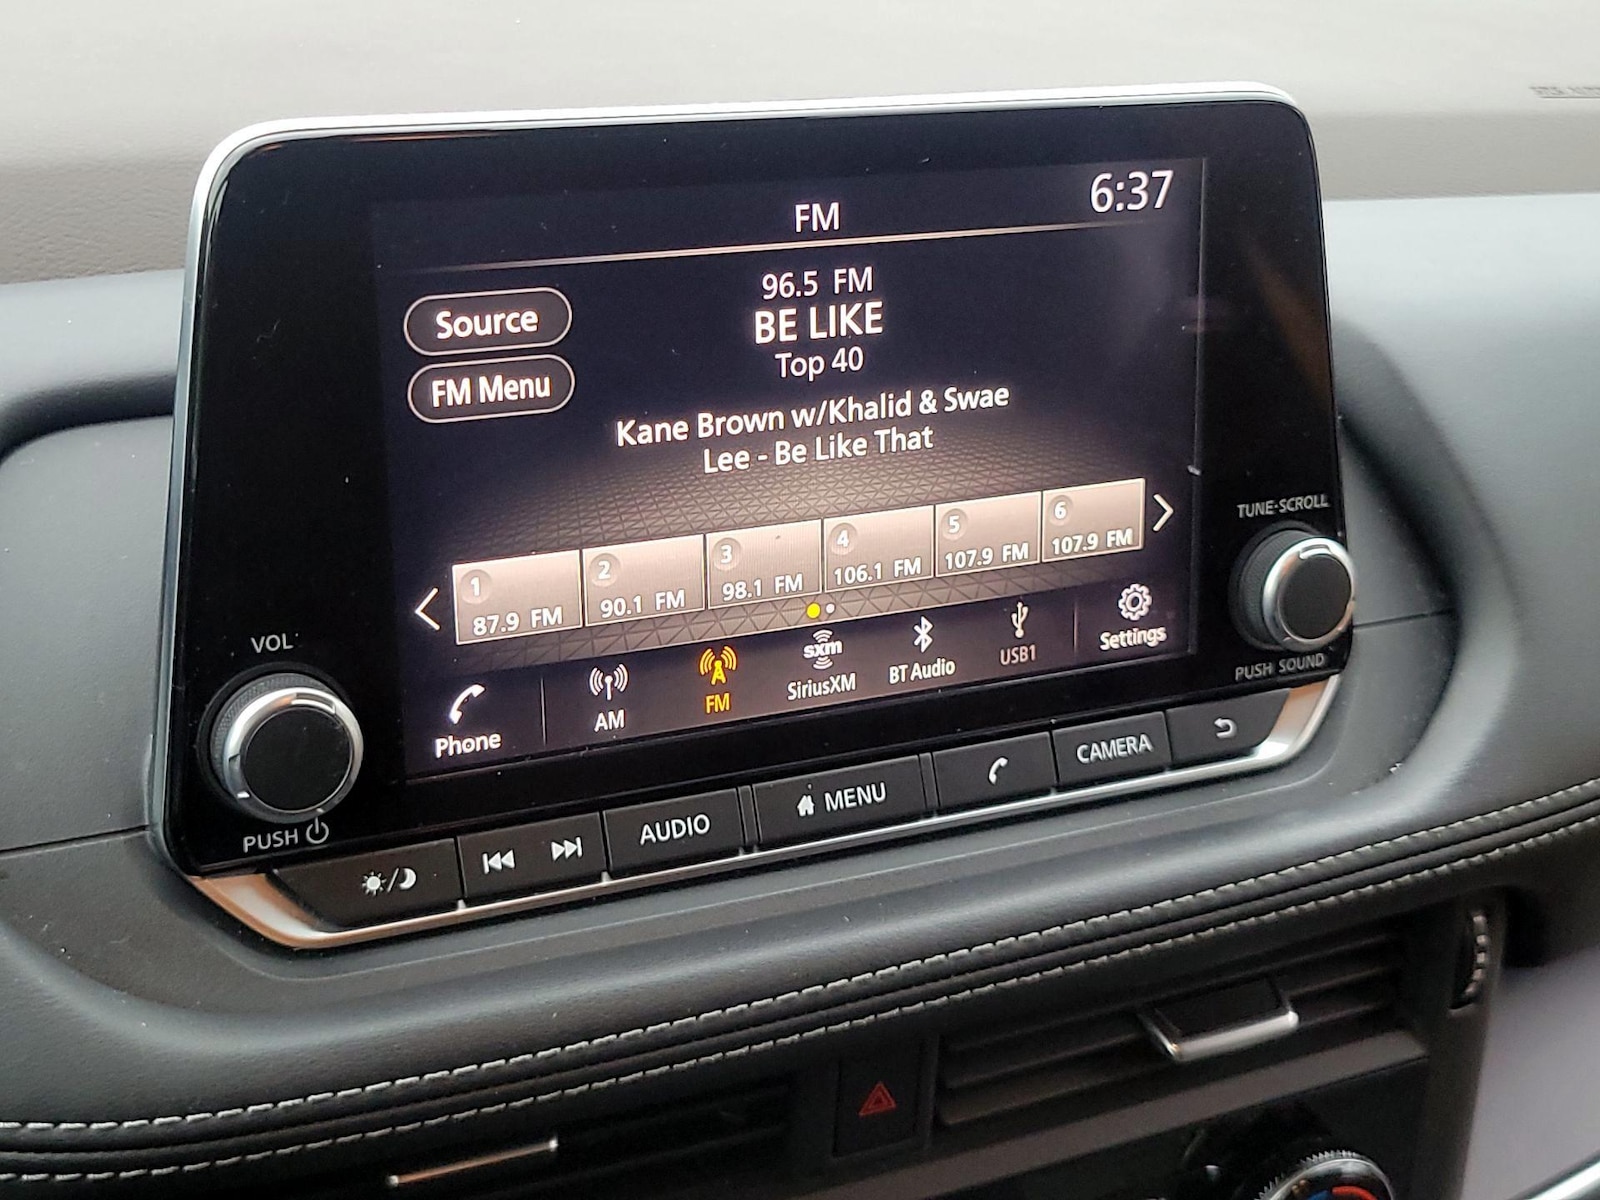 FM
6:37
Source
FM Menu
96.5 FM
BE LIKE
Top 40
Kane Brown w/Khalid & Swae
Lee - Be Like That
1
87.9 FM
2
90.1 FM
3
98.1 FM
4
106.1 FM
5
107.9 FM
6
107.9 FM
Phone
AM
FM
sxm
SiriusXM
BT Audio
USB1
Settings
VOL
PUSH
TUNE·SCROLL
PUSH SOUND
AUDIO
MENU
CAMERA